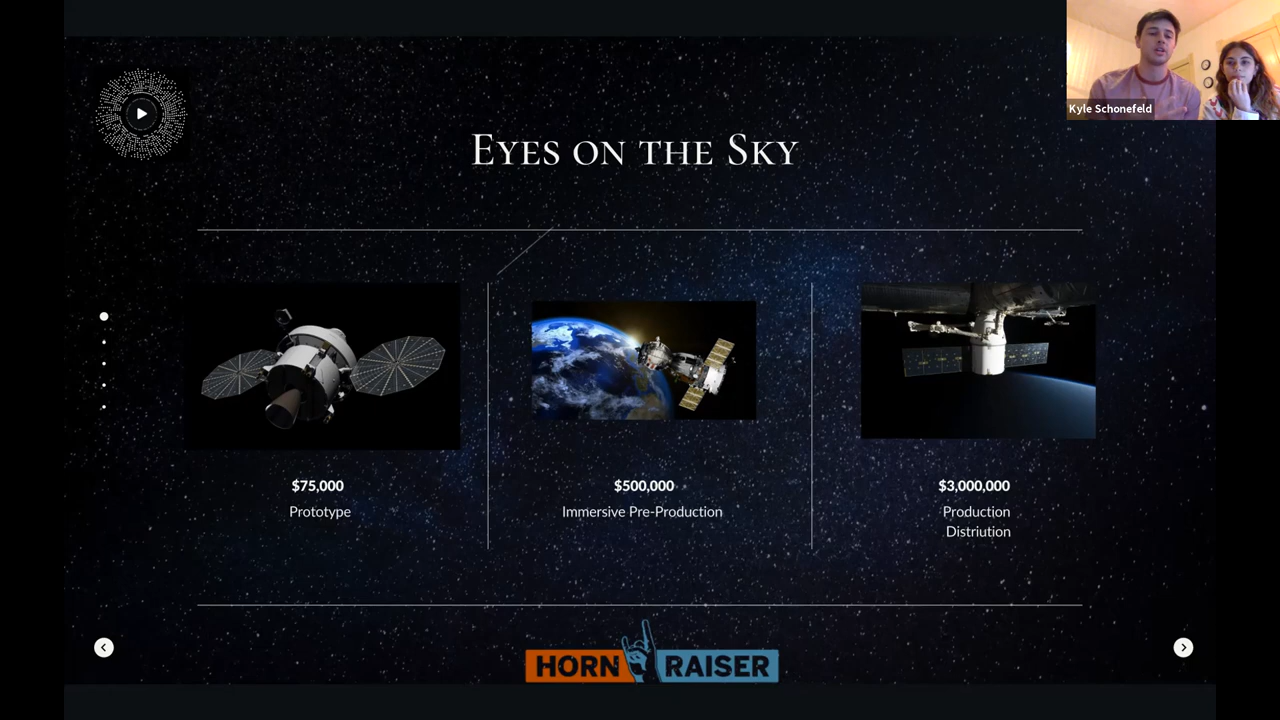 Kyle Schonefeld
Eyes on the Sky
$75,000
Prototype
$500,000
Immersive Pre-Production
$3,000,000
Production
Distriution
HORN RAISER